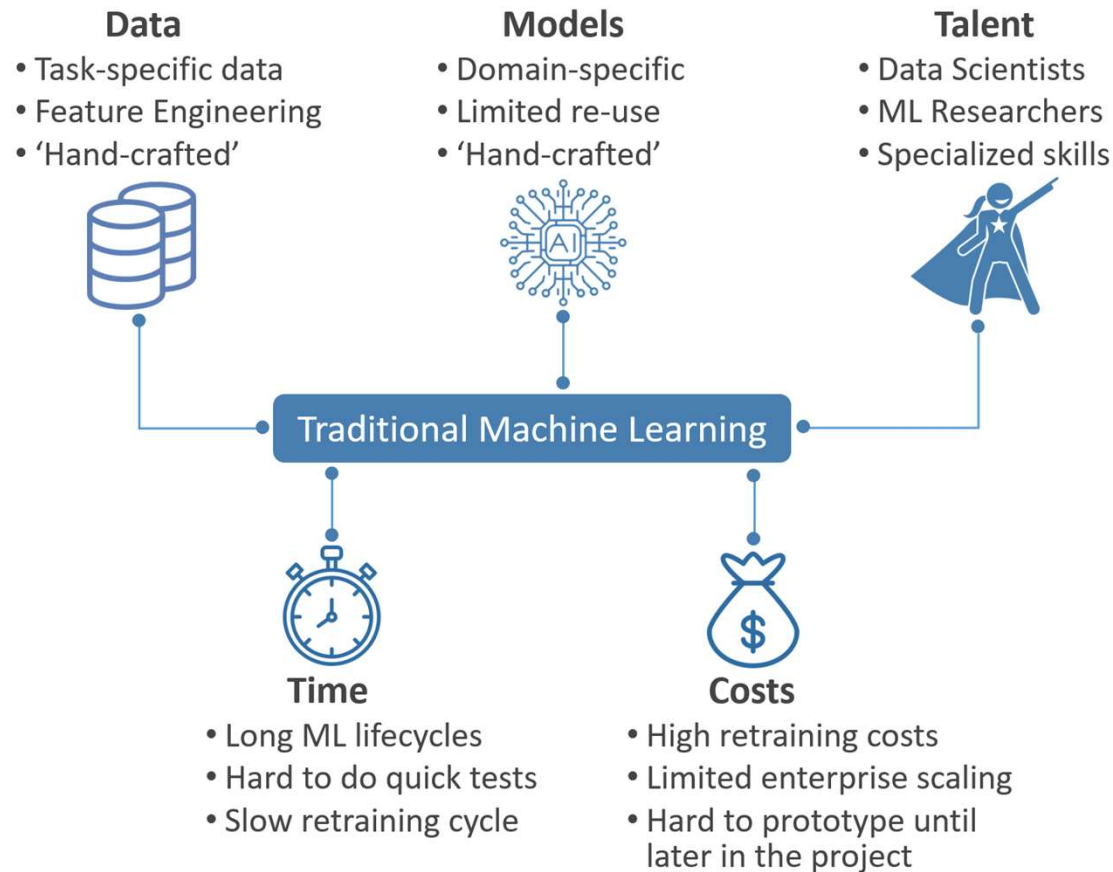 Data
• Task-specific data
• Feature Engineering
• ‘Hand-crafted’
Models
• Domain-specific
• Limited re-use
• ‘Hand-crafted’
AI
Talent
• Data Scientists
• ML Researchers
• Specialized skills
Traditional Machine Learning
Time
• Long ML lifecycles
• Hard to do quick tests
• Slow retraining cycle
$
Costs
• High retraining costs
• Limited enterprise scaling
• Hard to prototype until
later in the project